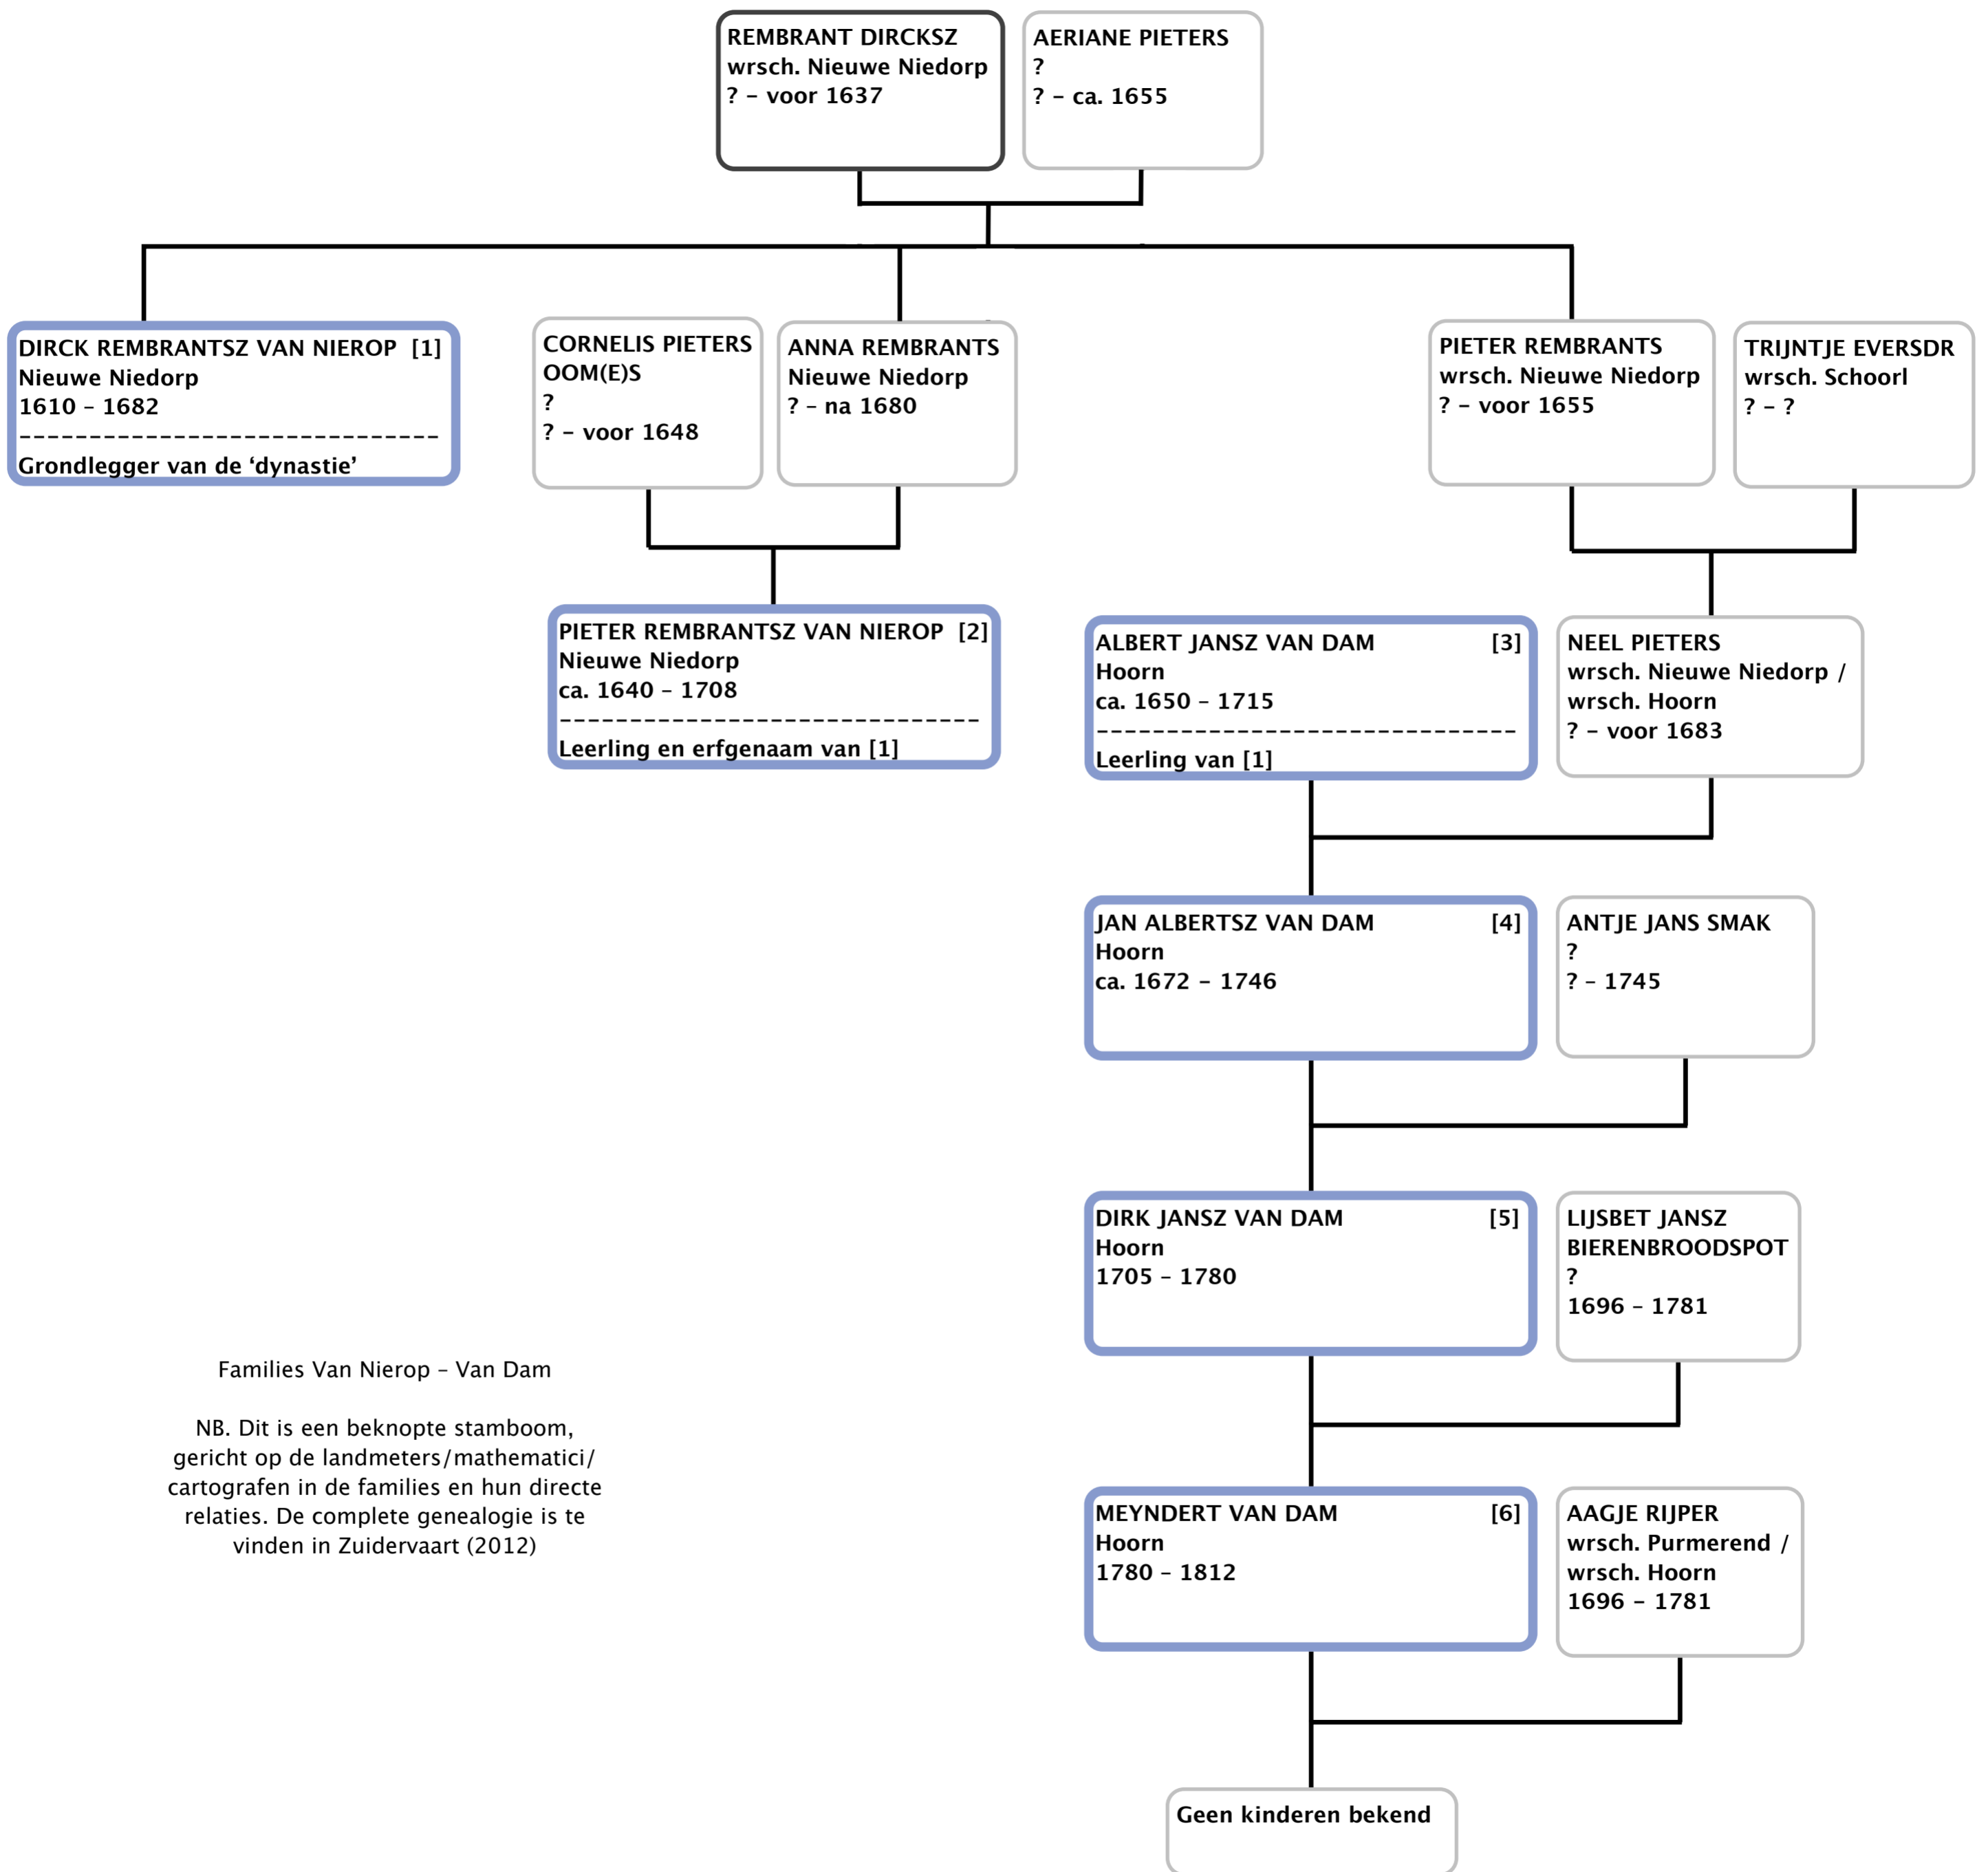 REMBRANT DIRCKSZ
wrsch. Nieuwe Niedorp
? – voor 1637
AERIANE PIETERS
?
? – ca. 1655
DIRCK REMBRANTSZ VAN NIEROP [1]
Nieuwe Niedorp
1610 – 1682
------------------------------
Grondlegger van de ‘dynastie’
CORNELIS PIETERS
OOM(E)S
?
? – voor 1648
ANNA REMBRANTS
Nieuwe Niedorp
? – na 1680
PIETER REMBRANTS
wrsch. Nieuwe Niedorp
? – voor 1655
TRIJNTJE EVERSDR
wrsch. Schoorl
? – ?
PIETER REMBRANTSZ VAN NIEROP [2]
Nieuwe Niedorp
ca. 1640 – 1708
------------------------------
Leerling en erfgenaam van [1]
ALBERT JANSZ VAN DAM [3]
Hoorn
ca. 1650 – 1715
------------------------------
Leerling van [1]
NEEL PIETERS
wrsch. Nieuwe Niedorp /
wrsch. Hoorn
? – voor 1683
JAN ALBERTSZ VAN DAM [4]
Hoorn
ca. 1672 – 1746
ANTJE JANS SMAK
?
? – 1745
DIRK JANSZ VAN DAM [5]
Hoorn
1705 – 1780
LIJSBET JANSZ
BIERENBROODSPOT
?
1696 – 1781
Families Van Nierop – Van Dam
NB. Dit is een beknopte stamboom,
gericht op de landmeters/mathematici/
cartografen in de families en hun directe
relaties. De complete genealogie is te
vinden in Zuidervaart (2012)
MEYNDERT VAN DAM [6]
Hoorn
1780 – 1812
AAGJE RIJPER
wrsch. Purmerend /
wrsch. Hoorn
1696 – 1781
Geen kinderen bekend